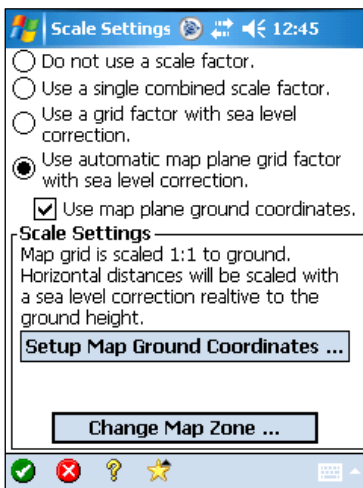 Scale Settings 12:45
Do not use a scale factor.
Use a single combined scale factor.
Use a grid factor with sea level
correction.
Use automatic map plane grid factor
with sea level correction.
Use map plane ground coordinates.
Scale Settings
Map grid is scaled 1:1 to ground.
Horizontal distances will be scaled with
a sea level correction realtive to the
ground height.
Setup Map Ground Coordinates ...
Change Map Zone ...